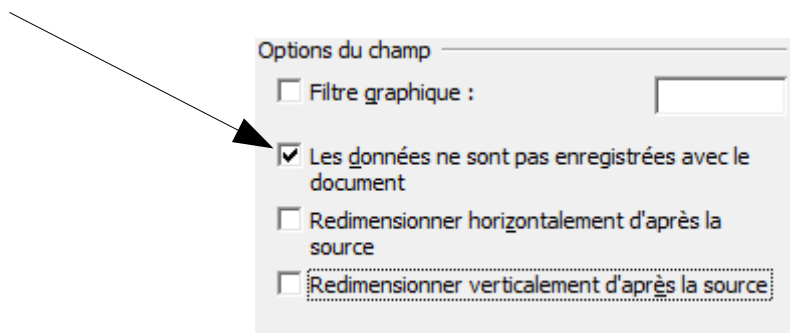 Options du champ
Filtre graphique :
Les données ne sont pas enregistrées avec le
document
Redimensionner horizontalement d'après la
source
Redimensionner verticalement d'après la source